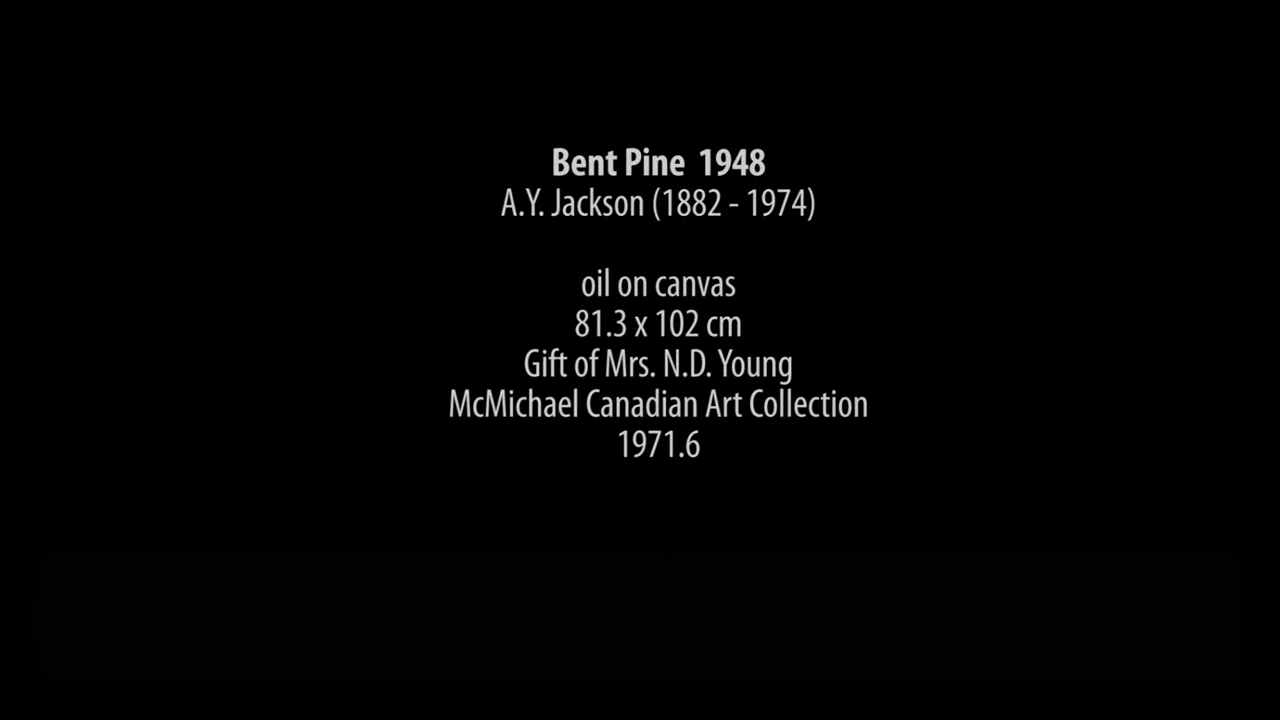 Bent Pine 1948
A.Y. Jackson (1882 - 1974)
oil on canvas
81.3 x 102 cm
Gift of Mrs. N.D. Young
McMichael Canadian Art Collection
1971.6